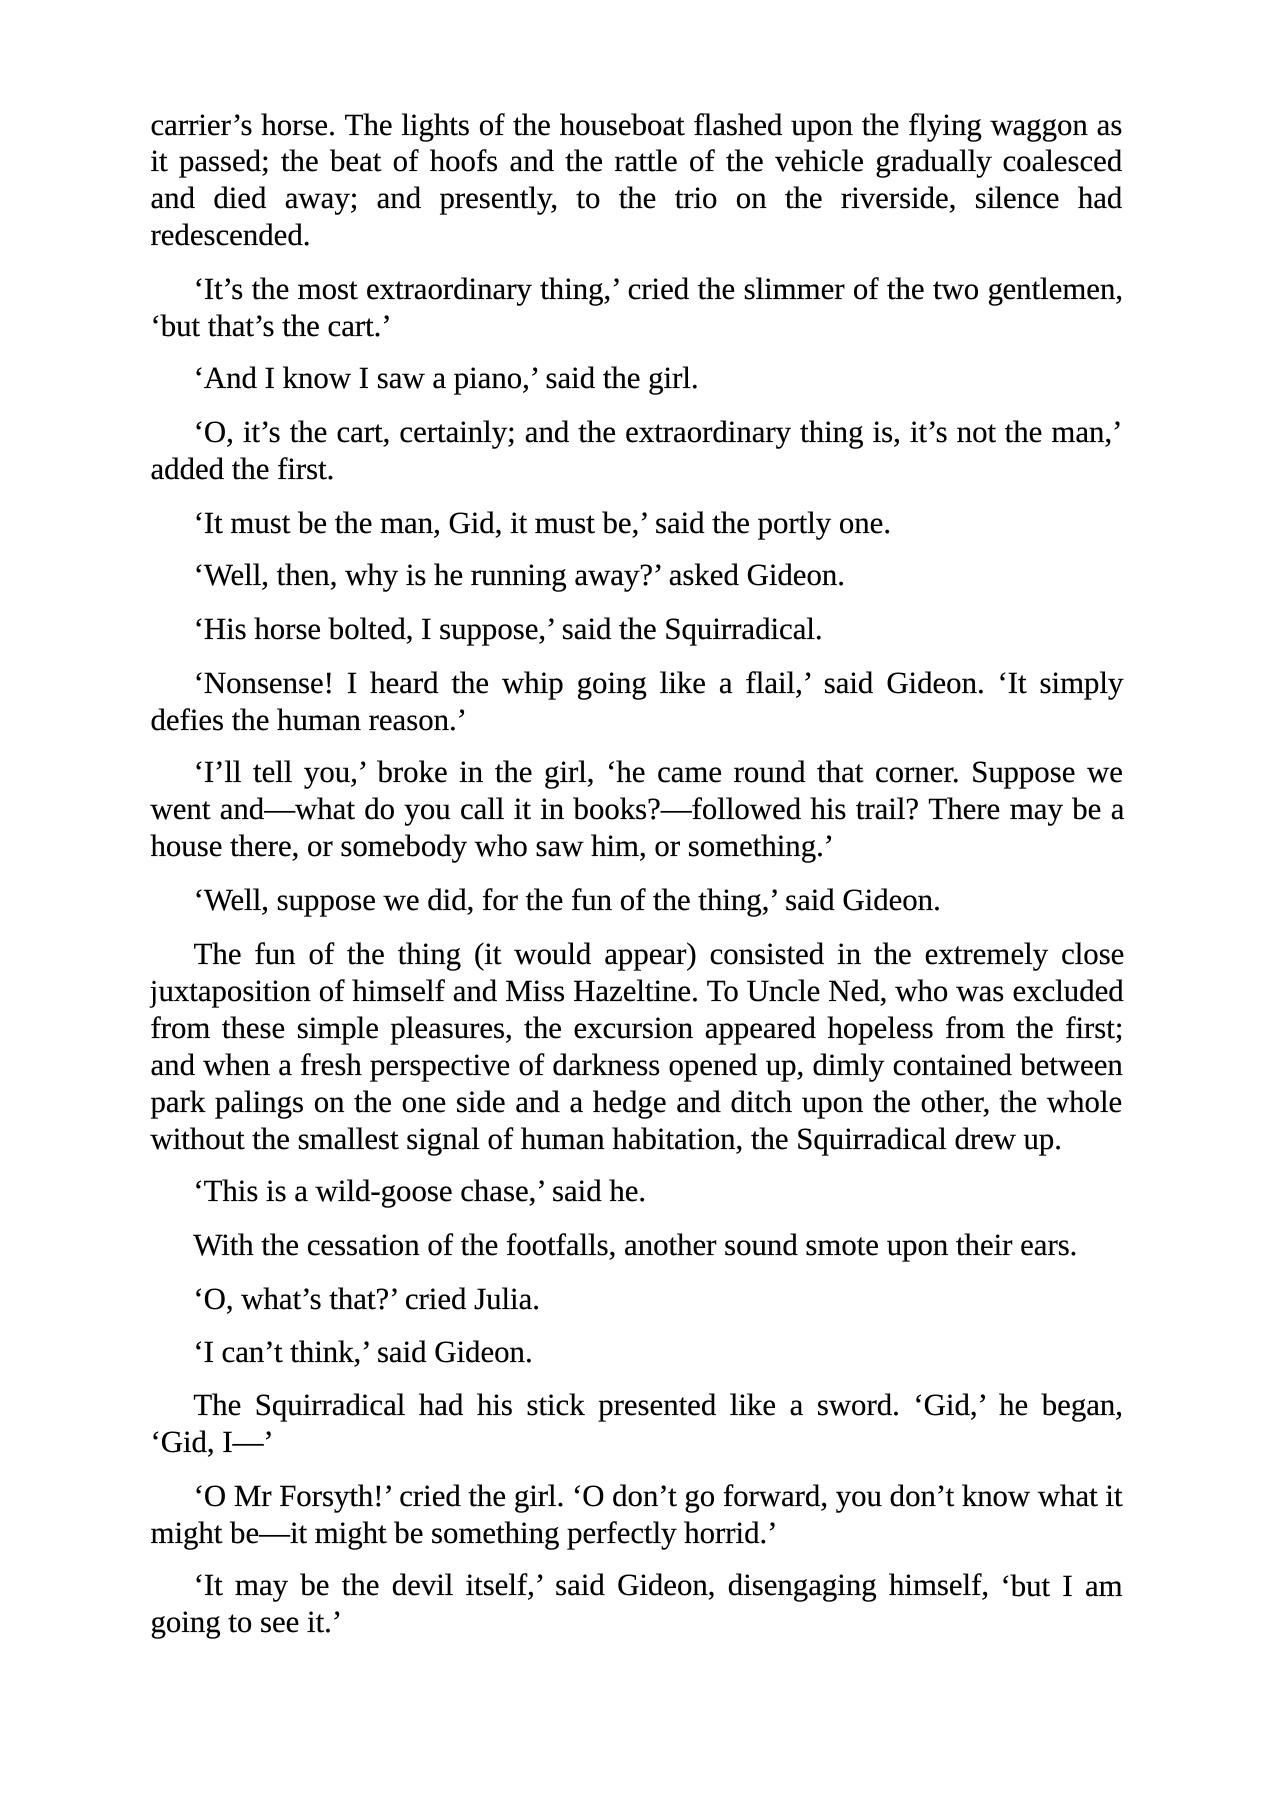 carrier’s horse. The lights of the houseboat flashed upon the flying waggon as
it passed; the beat of hoofs and the rattle of the vehicle gradually coalesced
and died away; and presently, to the trio on the riverside, silence had
redescended.
‘It’s the most extraordinary thing,’ cried the slimmer of the two gentlemen,
‘but that’s the cart.’
‘And I know I saw a piano,’ said the girl.
‘O, it’s the cart, certainly; and the extraordinary thing is, it’s not the man,’
added the first.
‘It must be the man, Gid, it must be,’ said the portly one.
‘Well, then, why is he running away?’ asked Gideon.
‘His horse bolted, I suppose,’ said the Squirradical.
‘Nonsense! I heard the whip going like a flail,’ said Gideon. ‘It simply
defies the human reason.’
‘I’ll tell you,’ broke in the girl, ‘he came round that corner. Suppose we
went and—what do you call it in books?—followed his trail? There may be a
house there, or somebody who saw him, or something.’
‘Well, suppose we did, for the fun of the thing,’ said Gideon.
The fun of the thing (it would appear) consisted in the extremely close
juxtaposition of himself and Miss Hazeltine. To Uncle Ned, who was excluded
from these simple pleasures, the excursion appeared hopeless from the first;
and when a fresh perspective of darkness opened up, dimly contained between
park palings on the one side and a hedge and ditch upon the other, the whole
without the smallest signal of human habitation, the Squirradical drew up.
‘This is a wild-goose chase,’ said he.
With the cessation of the footfalls, another sound smote upon their ears.
‘O, what’s that?’ cried Julia.
‘I can’t think,’ said Gideon.
The Squirradical had his stick presented like a sword. ‘Gid,’ he began,
‘Gid, I—’
‘O Mr Forsyth!’ cried the girl. ‘O don’t go forward, you don’t know what it
might be—it might be something perfectly horrid.’
‘It may be the devil itself,’ said Gideon, disengaging himself, ‘but I am
going to see it.’